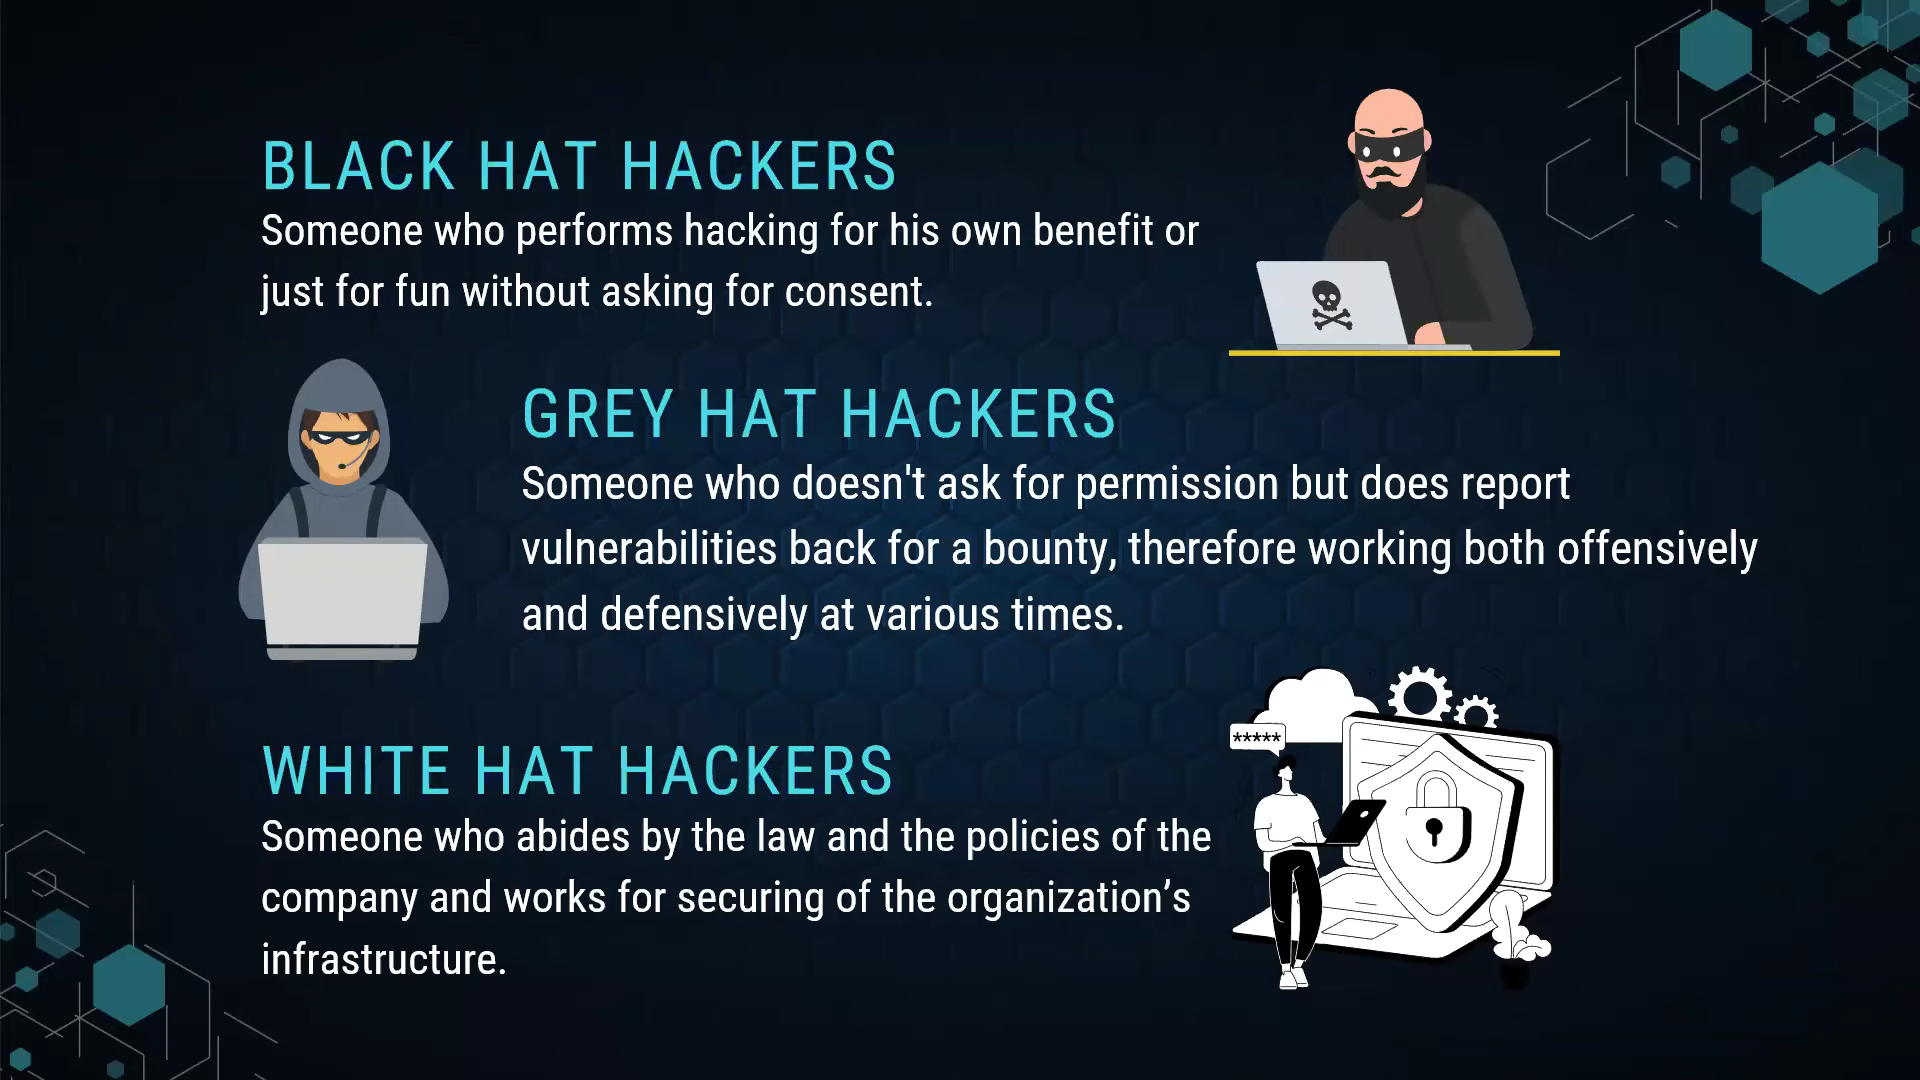 BLACK HAT HACKERS
Someone who performs hacking for his own benefit or
just for fun without asking for consent.
GREY HAT HACKERS
Someone who doesn't ask for permission but does report
vulnerabilities back for a bounty, therefore working both offensively
and defensively at various times.
*****
WHITE HAT HACKERS
Someone who abides by the law and the policies of the
company and works for securing of the organization’s
infrastructure.